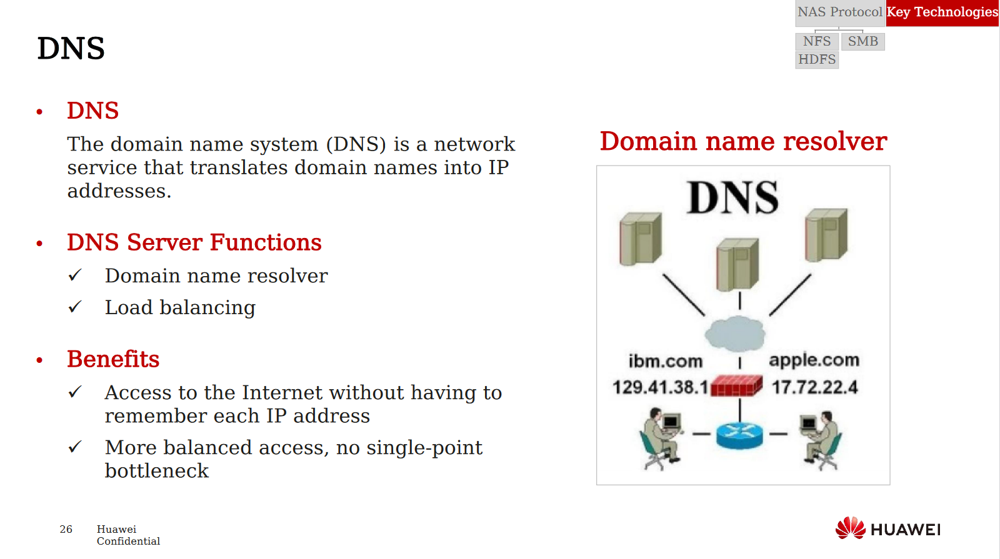 NAS Protocol
Key Technologies
NFS
SMB
HDFS
DNS
• DNS
The domain name system (DNS) is a network
service that translates domain names into IP
addresses.
• DNS Server Functions
✓ Domain name resolver
✓ Load balancing
• Benefits
✓ Access to the Internet without having to
remember each IP address
✓ More balanced access, no single-point
bottleneck
Domain name resolver
DNS
ibm.com
apple.com
129.41.38.1
17.72.22.4
26
Huawei
Confidential
HUAWEI